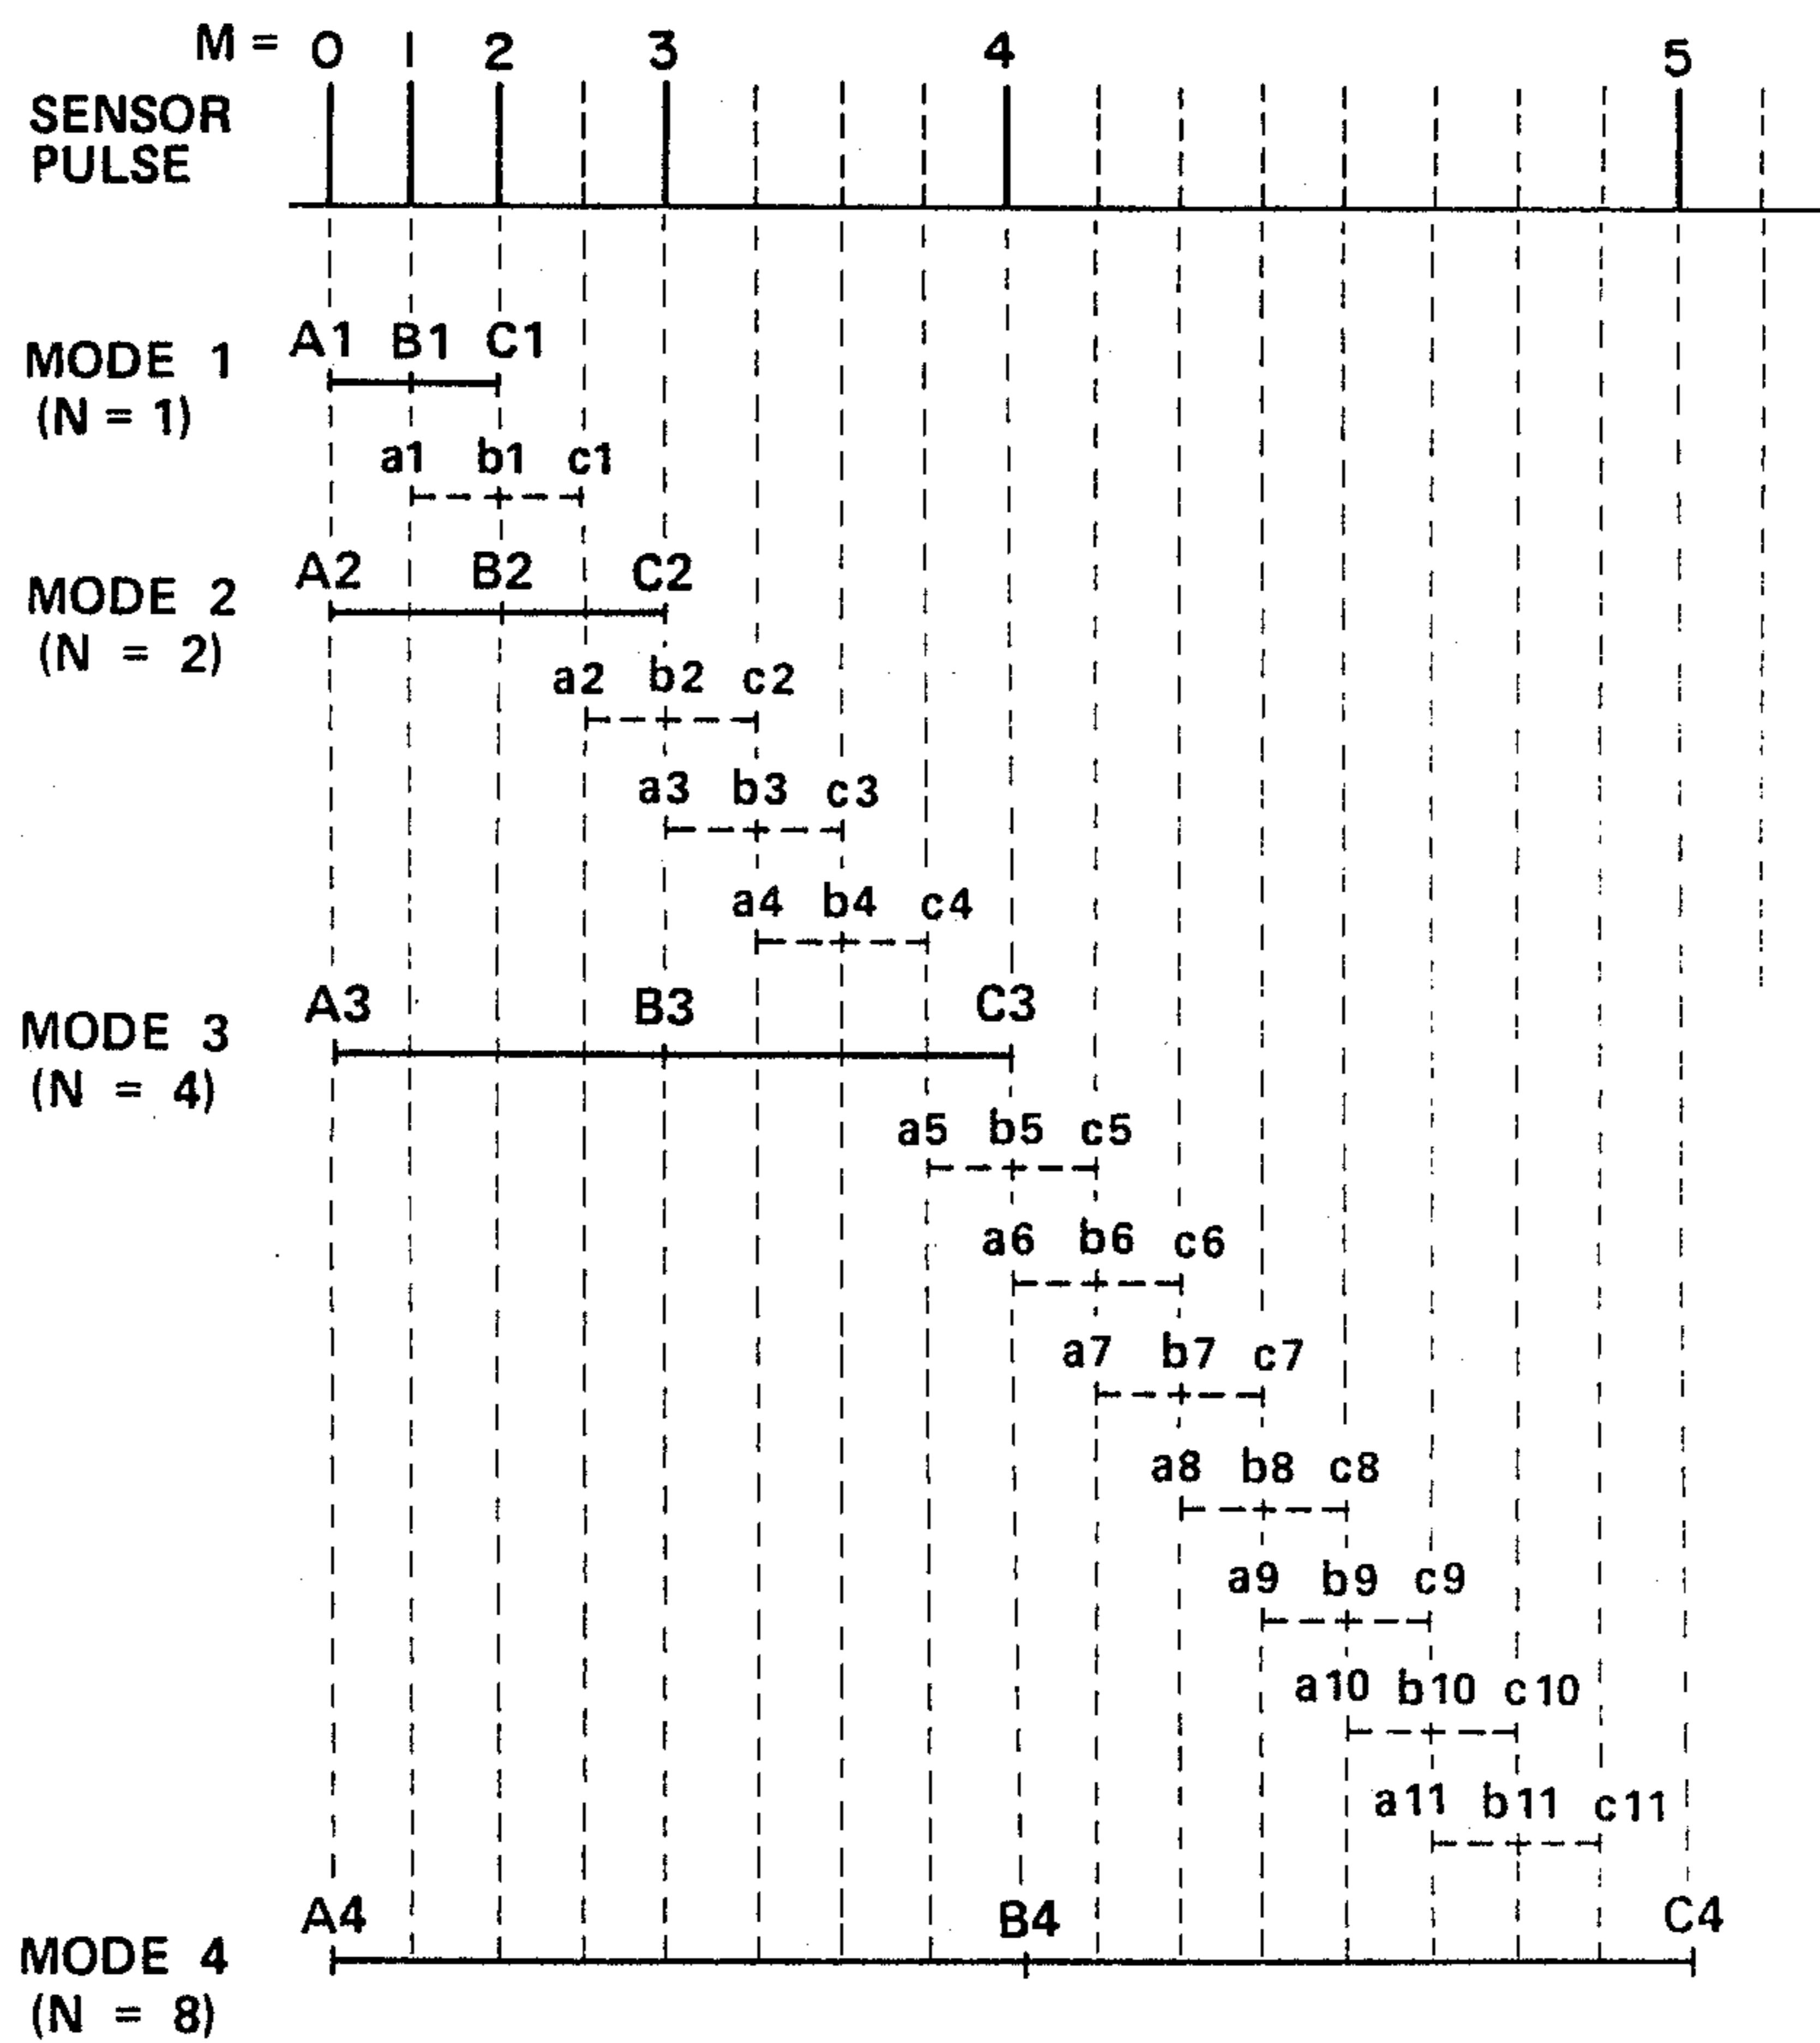 M = 0 1 2 3 4 5
SENSOR
PULSE
A1 B1 C1
MODE 1
(N = 1)
a1 b1 c1
A2 B2 C2
MODE 2
(N = 2)
a2 b2 c2
a3 b3 c3
a4 b4 c4
A3 B3 C3
MODE 3
(N = 4)
a5 b5 c5
a6 b6 c6
a7 b7 c7
a8 b8 c8
a9 b9 c9
a10 b10 c10
a11 b11 c11
A4 B4 C4
MODE 4
(N = 8)